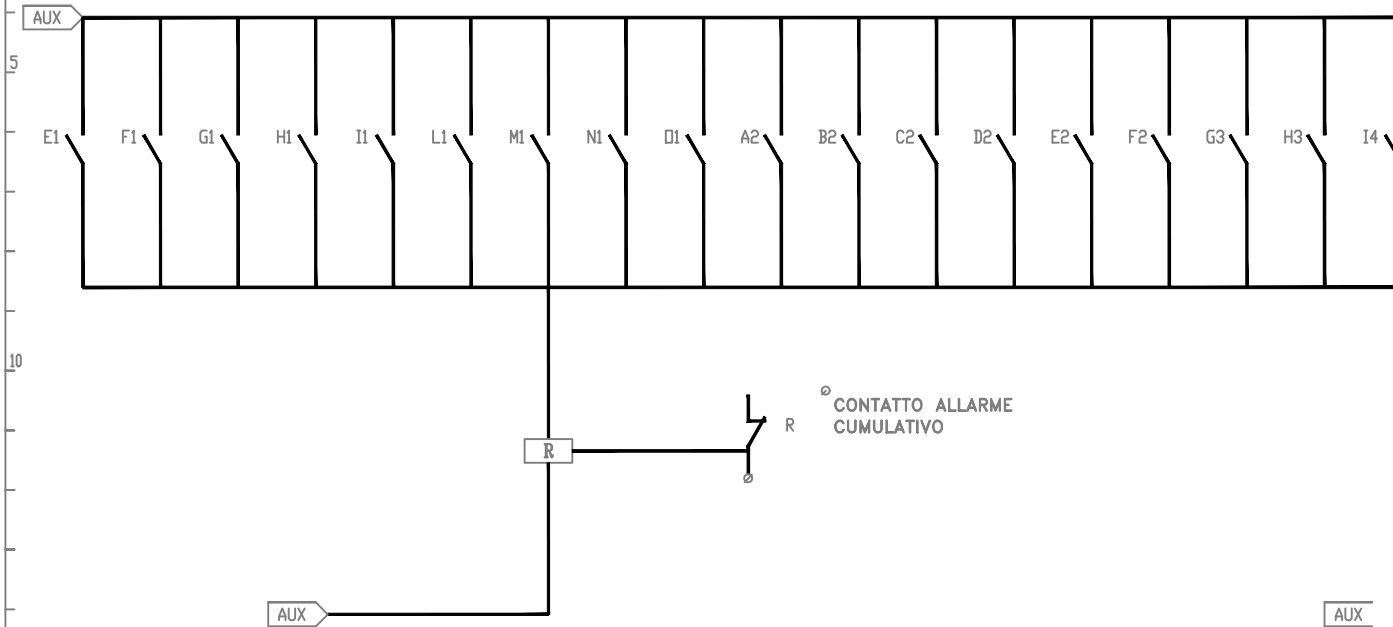 AUX
5
E1 F1 G1 H1 I1 L1 M1 N1 O1 A2 B2 C2 D2 E2 F2 G3 H3 I4
10
CONTATTO ALLARME
R CUMULATIVO
R
AUX AUX